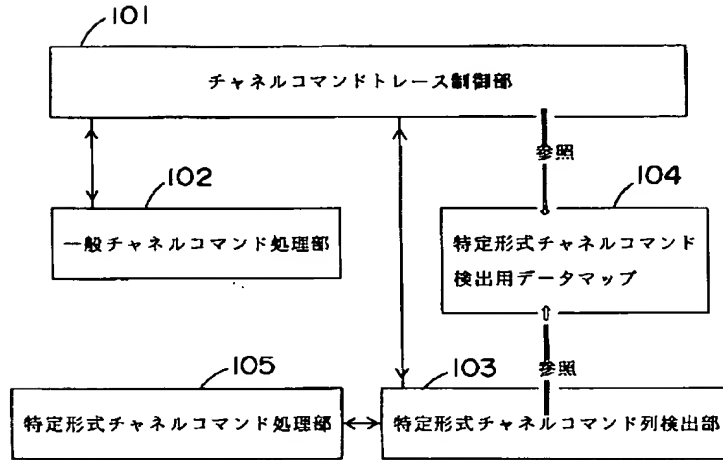 101
チャネルコマンドトレース制御部
参照
102
104
一般チャネルコマンド処理部
特定形式チャネルコマンド
検出用データマップ
105
103
参照
特定形式チャネルコマンド処理部
特定形式チャネルコマンド列検出部